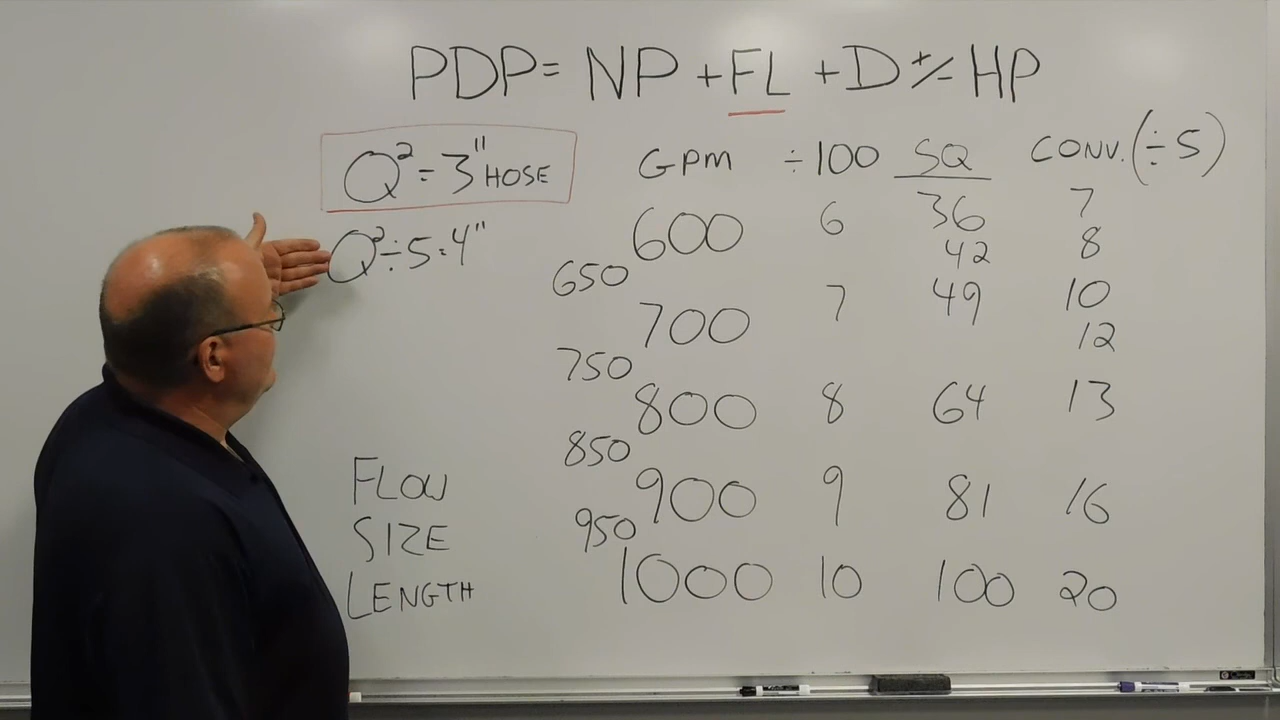 PDP = NP + FL + D +/- HP
Q² = 3" HOSE
Q² ÷ 5 = 4"
GPM ÷100 SQ CONV. (÷5)
600 6 36 7
650 42 8
700 7 49 10
750 12
800 8 64 13
850
900 9 81 16
950
1000 10 100 20
FLOW
SIZE
LENGTH